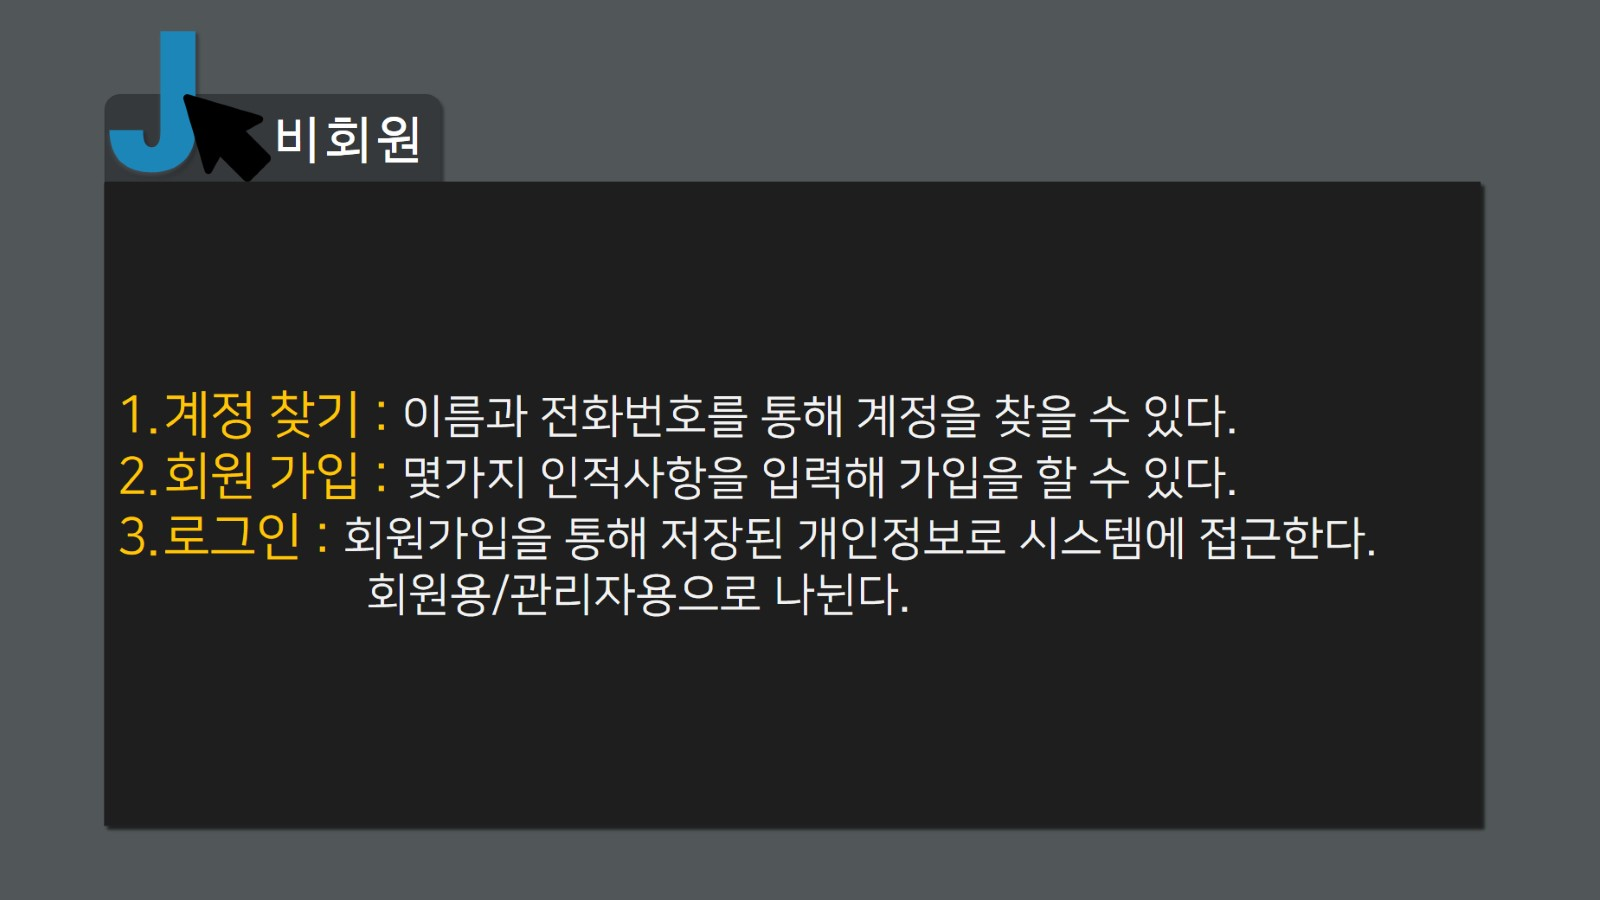 J
비회원
1.계정 찾기 : 이름과 전화번호를 통해 계정을 찾을 수 있다.
2.회원 가입 : 몇가지 인적사항을 입력해 가입을 할 수 있다.
3.로그인 : 회원가입을 통해 저장된 개인정보로 시스템에 접근한다.
회원용/관리자용으로 나뉜다.